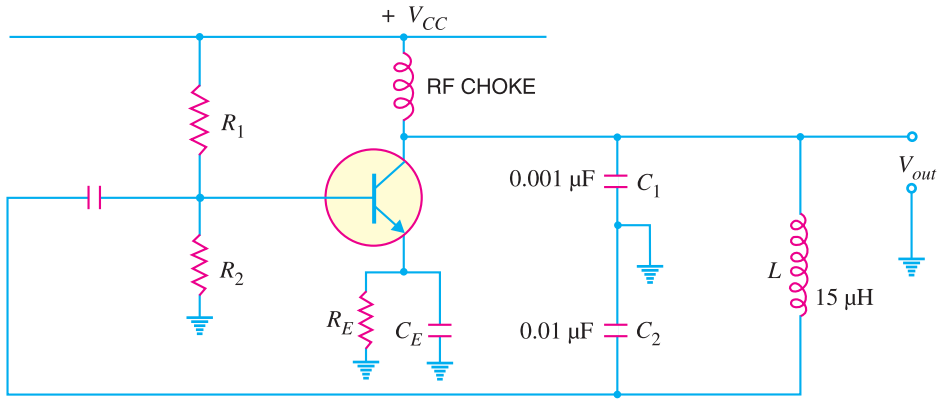 + V_CC
RF CHOKE
R_1
0.001 µF
C_1
V_out
R_2
L
15 µH
R_E
C_E
0.01 µF
C_2